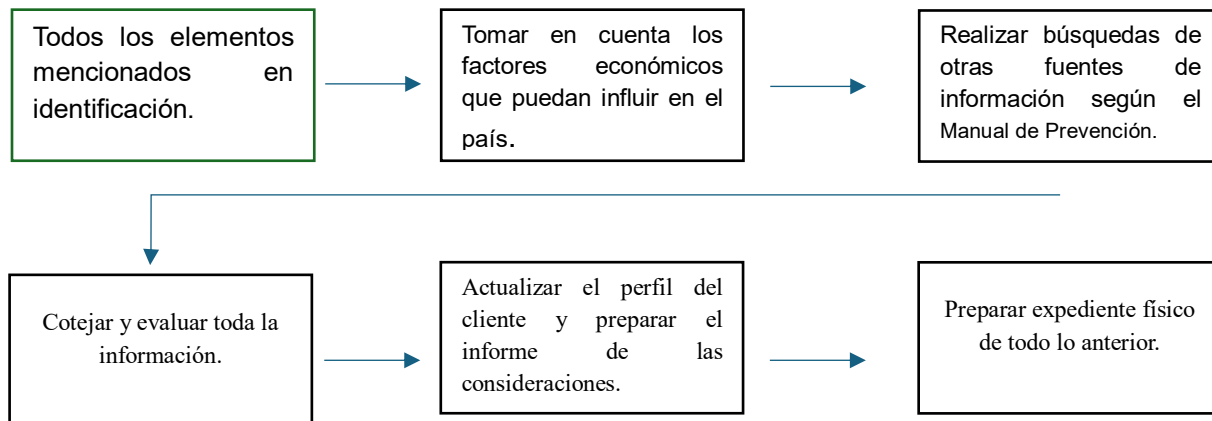 Todos los elementos
mencionados en
identificación.
Tomar en cuenta los
factores económicos
que puedan influir en el
país.
Realizar búsquedas de
otras fuentes de
información según el
Manual de Prevención.
Cotejar y evaluar toda la
información.
Actualizar el perfil del
cliente y preparar el
informe de las
consideraciones.
Preparar expediente físico
de todo lo anterior.